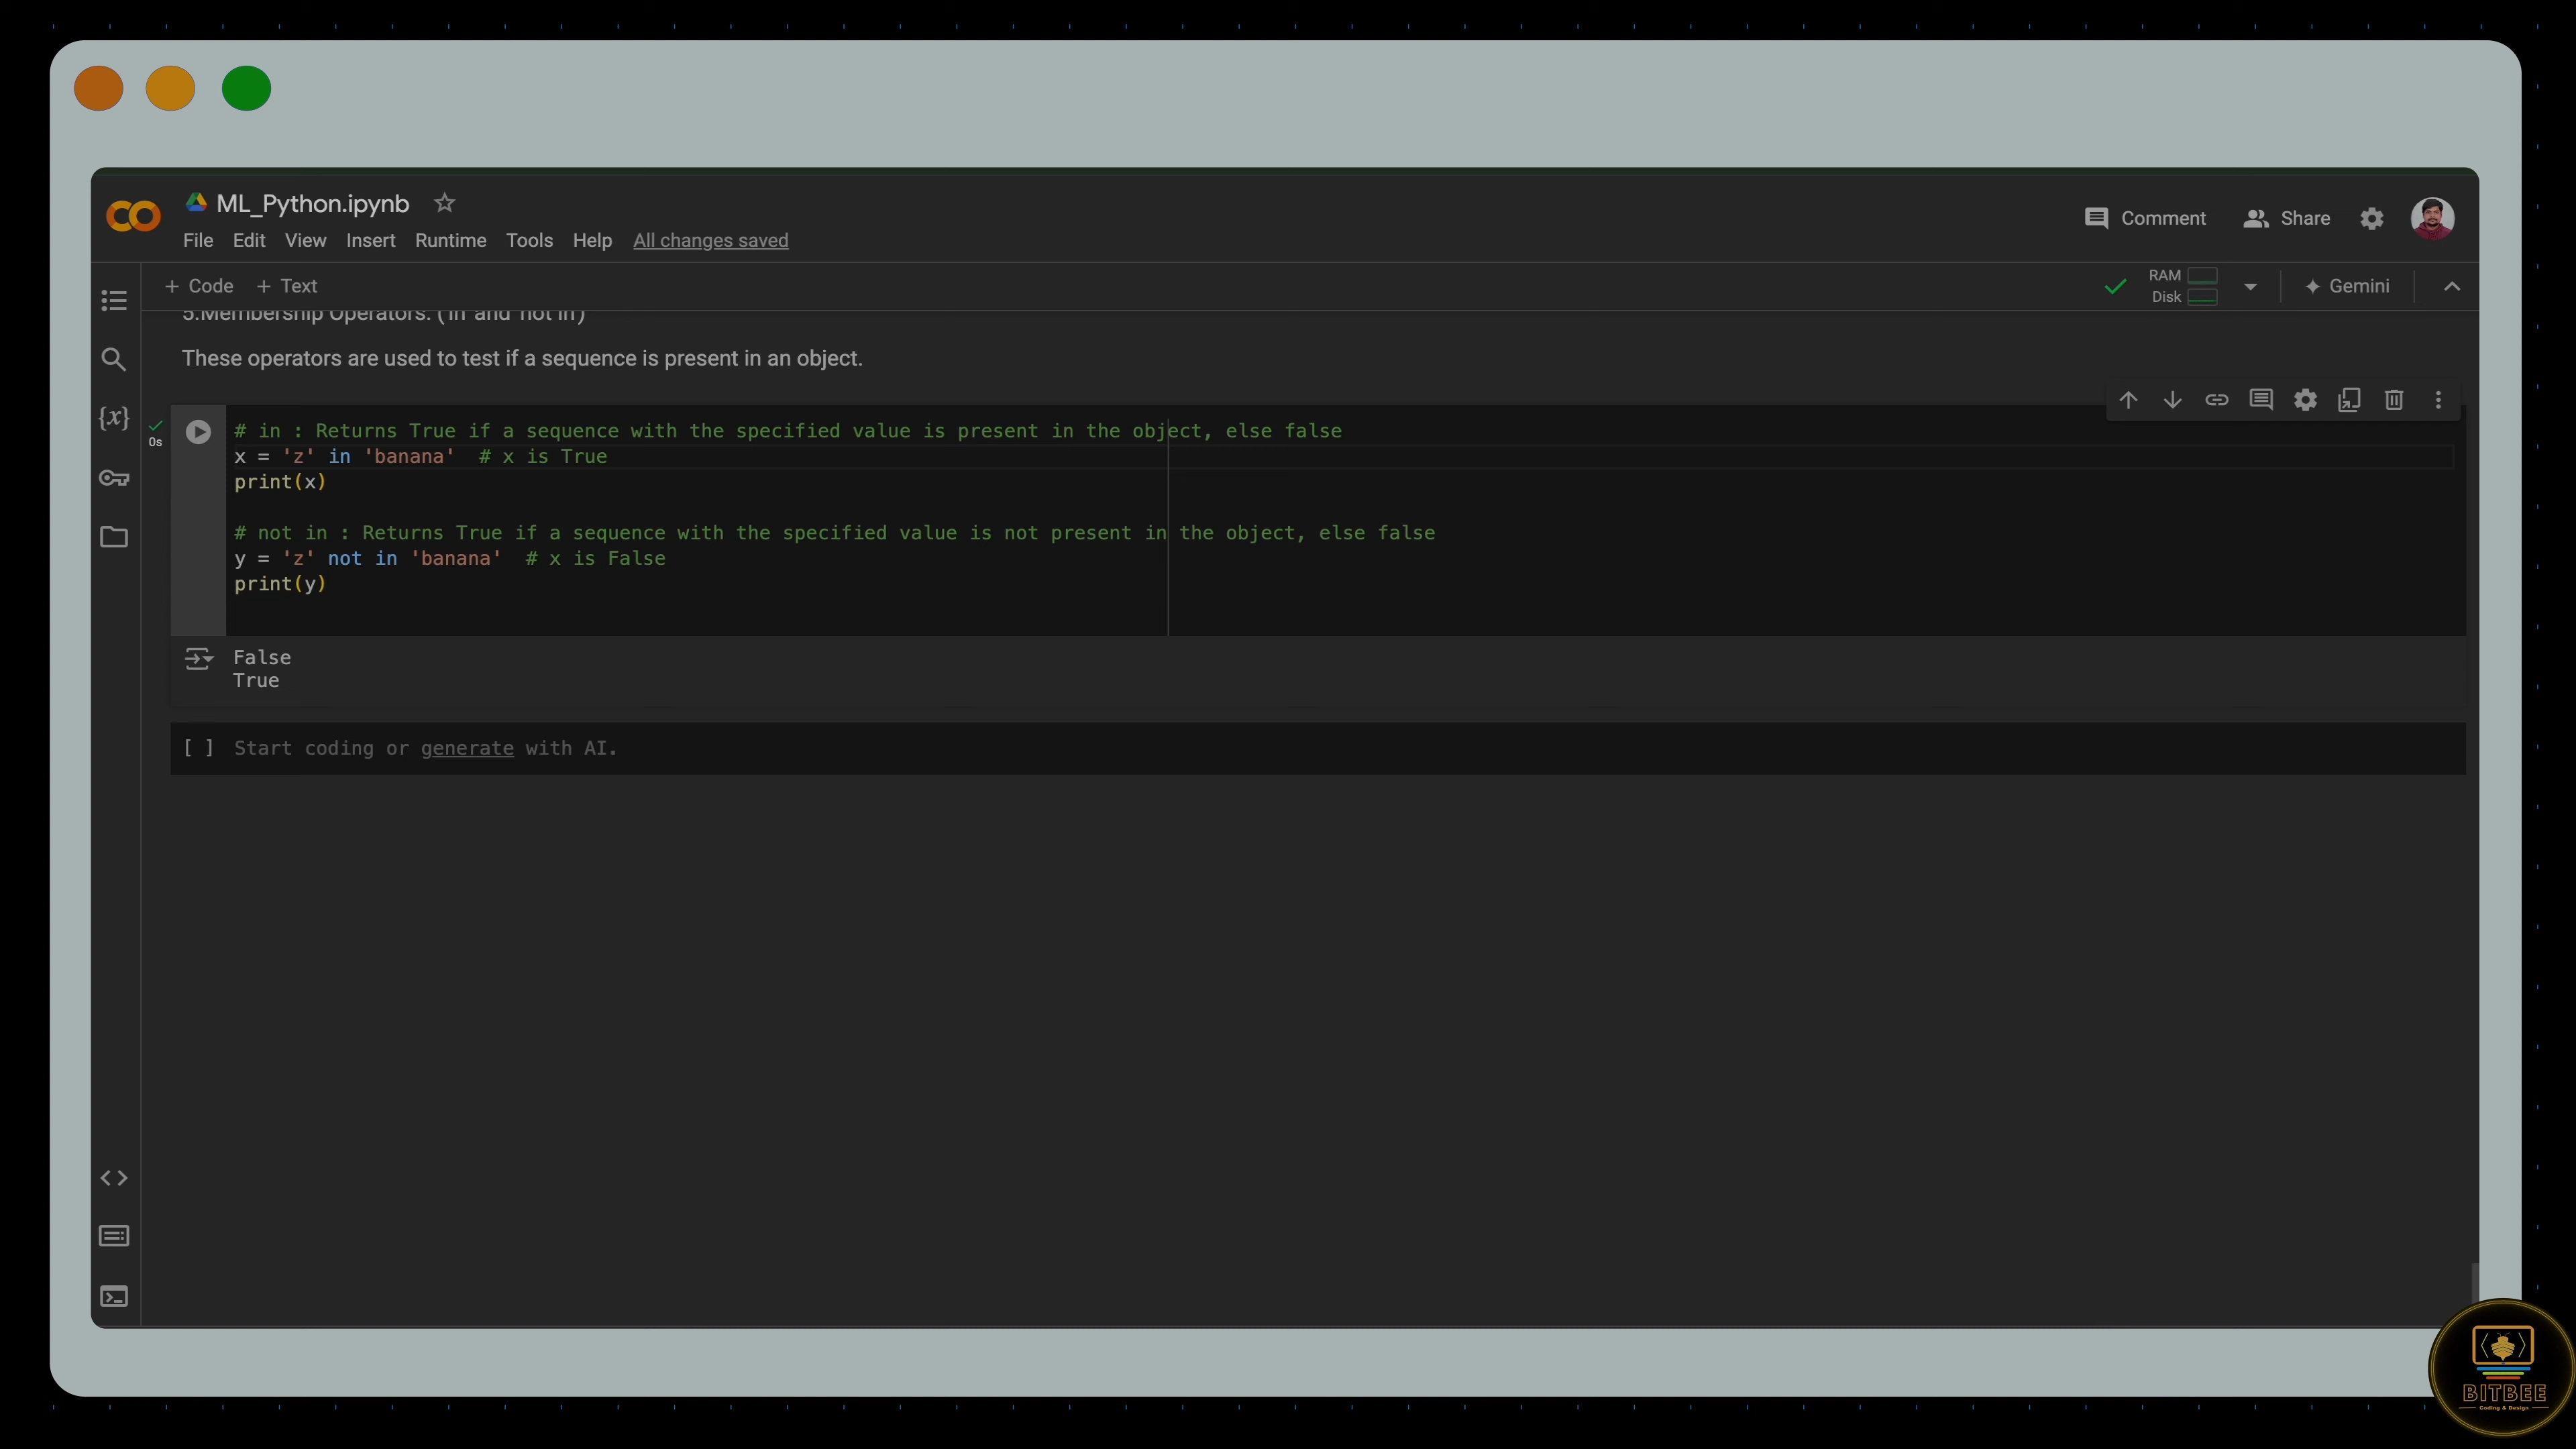 ML_Python.ipynb
File Edit View Insert Runtime Tools Help All changes saved
Comment Share
+ Code + Text
RAM
Disk
Gemini
5.Membership Operators: ('in' and 'not in')
These operators are used to test if a sequence is present in an object.
{x}
0s
# in : Returns True if a sequence with the specified value is present in the object, else false
x = 'z' in 'banana'  # x is True
print(x)
# not in : Returns True if a sequence with the specified value is not present in the object, else false
y = 'z' not in 'banana'  # x is False
print(y)
False
True
[ ] Start coding or generate with AI.
BITBEE
Coding & Design